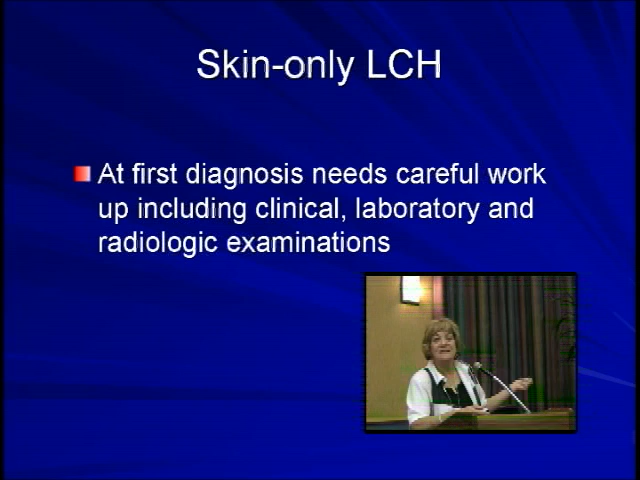 Skin-only LCH
At first diagnosis needs careful work
up including clinical, laboratory and
radiologic examinations